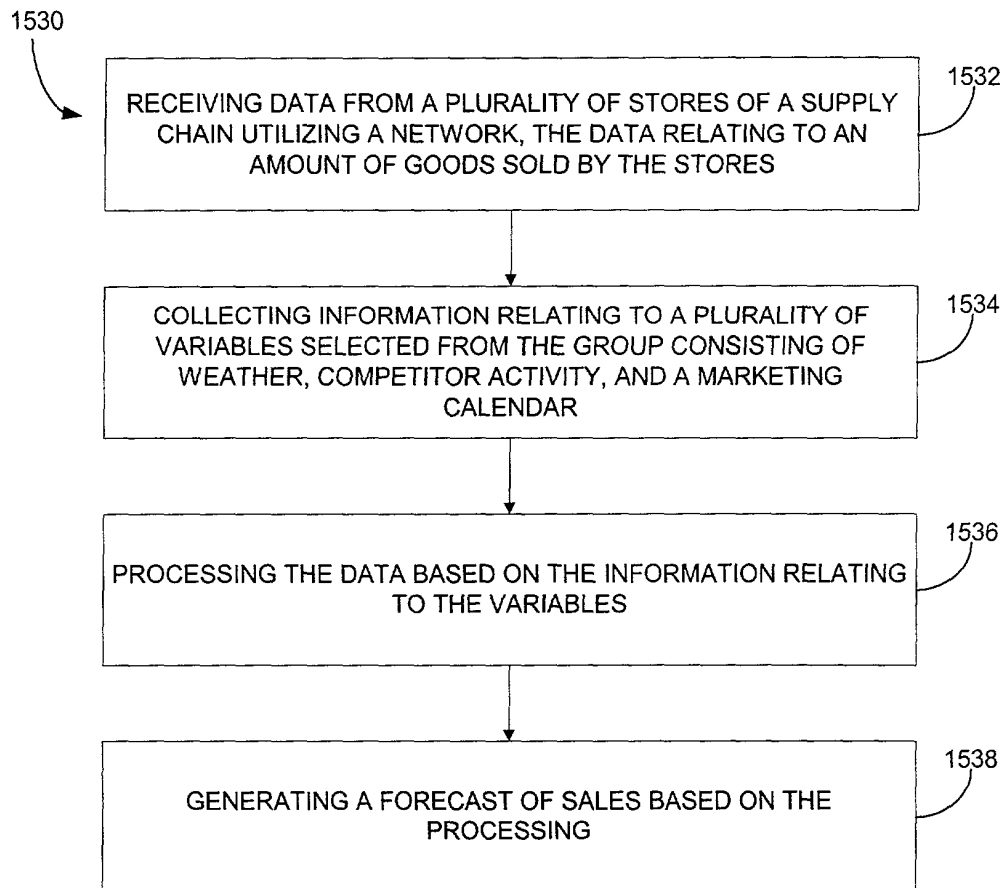 1530
1532
RECEIVING DATA FROM A PLURALITY OF STORES OF A SUPPLY
CHAIN UTILIZING A NETWORK, THE DATA RELATING TO AN
AMOUNT OF GOODS SOLD BY THE STORES
1534
COLLECTING INFORMATION RELATING TO A PLURALITY OF
VARIABLES SELECTED FROM THE GROUP CONSISTING OF
WEATHER, COMPETITOR ACTIVITY, AND A MARKETING
CALENDAR
1536
PROCESSING THE DATA BASED ON THE INFORMATION RELATING
TO THE VARIABLES
1538
GENERATING A FORECAST OF SALES BASED ON THE
PROCESSING